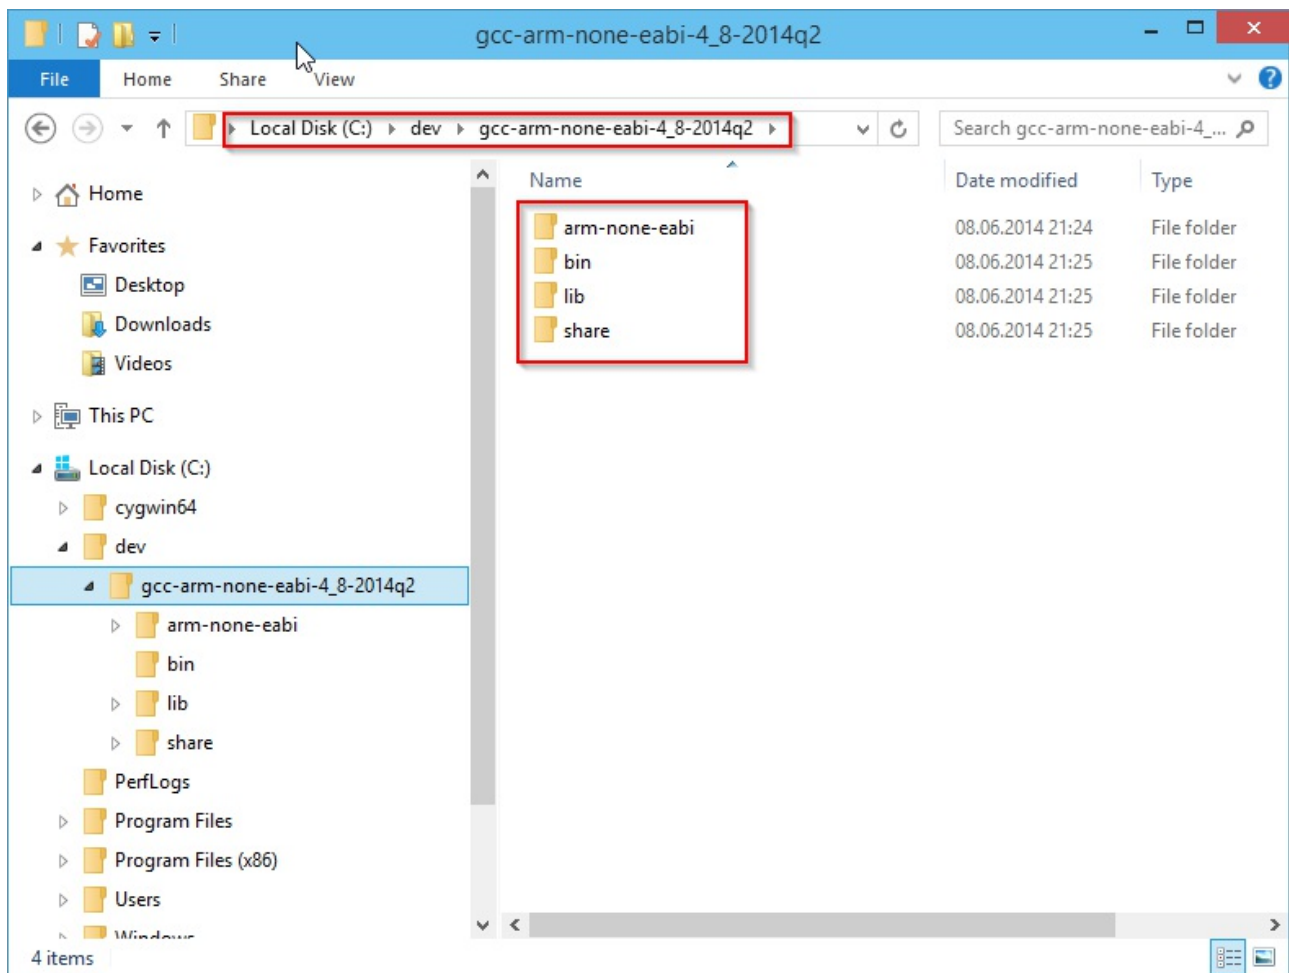 gcc-arm-none-eabi-4_8-2014q2
File Home Share View
Local Disk (C:) dev gcc-arm-none-eabi-4_8-2014q2
Search gcc-arm-none-eabi-4_...
Home
Favorites
Desktop
Downloads
Videos
This PC
Local Disk (C:)
cygwin64
dev
gcc-arm-none-eabi-4_8-2014q2
arm-none-eabi
bin
lib
share
PerfLogs
Program Files
Program Files (x86)
Users
Windows
Name Date modified Type
arm-none-eabi 08.06.2014 21:24 File folder
bin 08.06.2014 21:25 File folder
lib 08.06.2014 21:25 File folder
share 08.06.2014 21:25 File folder
4 items